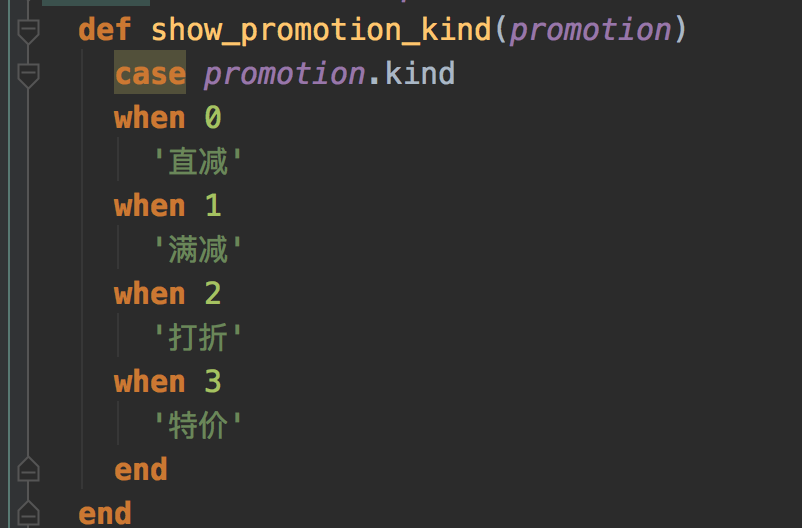 def show_promotion_kind(promotion)
case promotion.kind
when 0
'直减'
when 1
'满减'
when 2
'打折'
when 3
'特价'
end
end